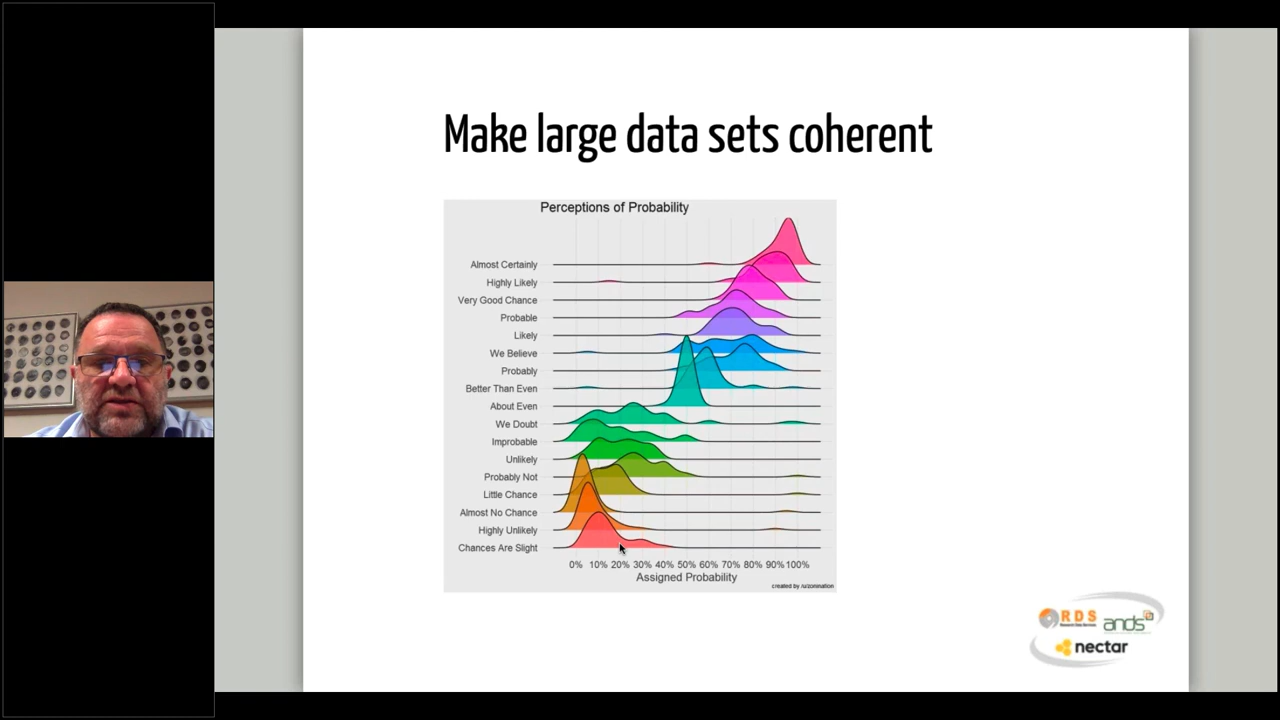 Make large data sets coherent
Perceptions of Probability
Almost Certainly
Highly Likely
Very Good Chance
Probable
Likely
We Believe
Probably
Better Than Even
About Even
We Doubt
Improbable
Unlikely
Probably Not
Little Chance
Almost No Chance
Highly Unlikely
Chances Are Slight
0% 10% 20% 30% 40% 50% 60% 70% 80% 90% 100%
Assigned Probability
created by /u/zonination
RDS
Research Data Services
ands
nectar